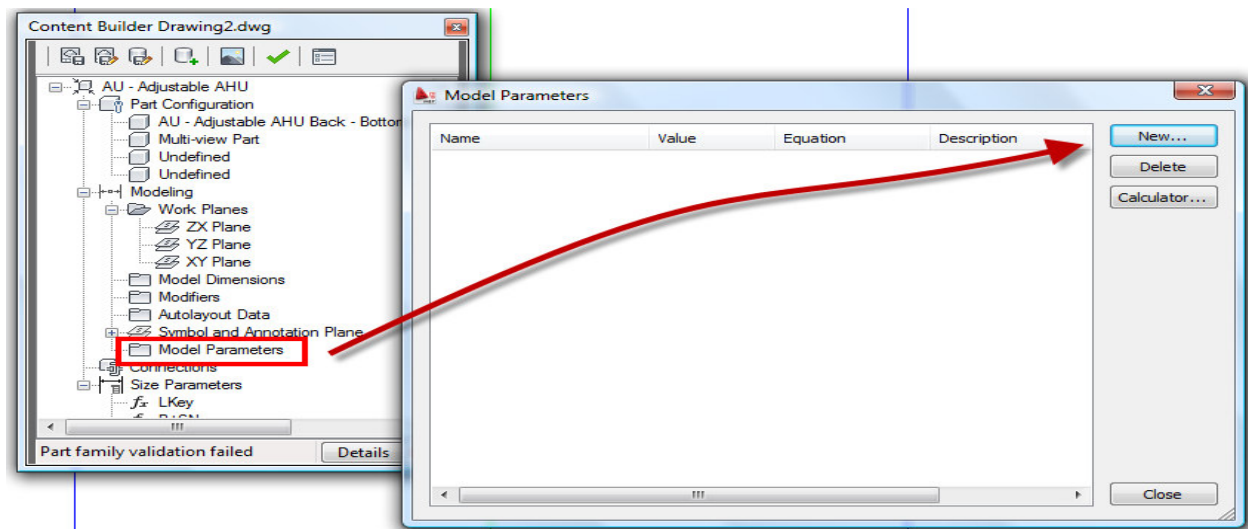 Content Builder Drawing2.dwg
AU - Adjustable AHU
Part Configuration
AU - Adjustable AHU Back - Bottor
Multi-view Part
Undefined
Undefined
Modeling
Work Planes
ZX Plane
YZ Plane
XY Plane
Model Dimensions
Modifiers
Autolayout Data
Symbol and Annotation Plane
Model Parameters
Connections
Size Parameters
fx LKey
Part family validation failed
Details
Model Parameters
Name Value Equation Description
New...
Delete
Calculator...
Close